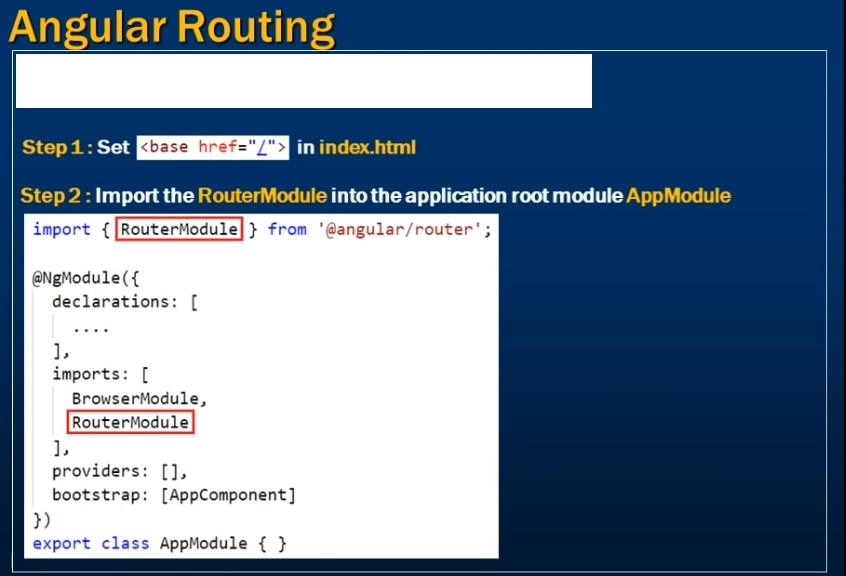 Angular Routing
Step 1 : Set <base href="/"> in index.html
Step 2 : Import the RouterModule into the application root module AppModule
import { RouterModule } from '@angular/router';
@NgModule({
declarations: [
....
],
imports: [
BrowserModule,
RouterModule
],
providers: [],
bootstrap: [AppComponent]
})
export class AppModule { }